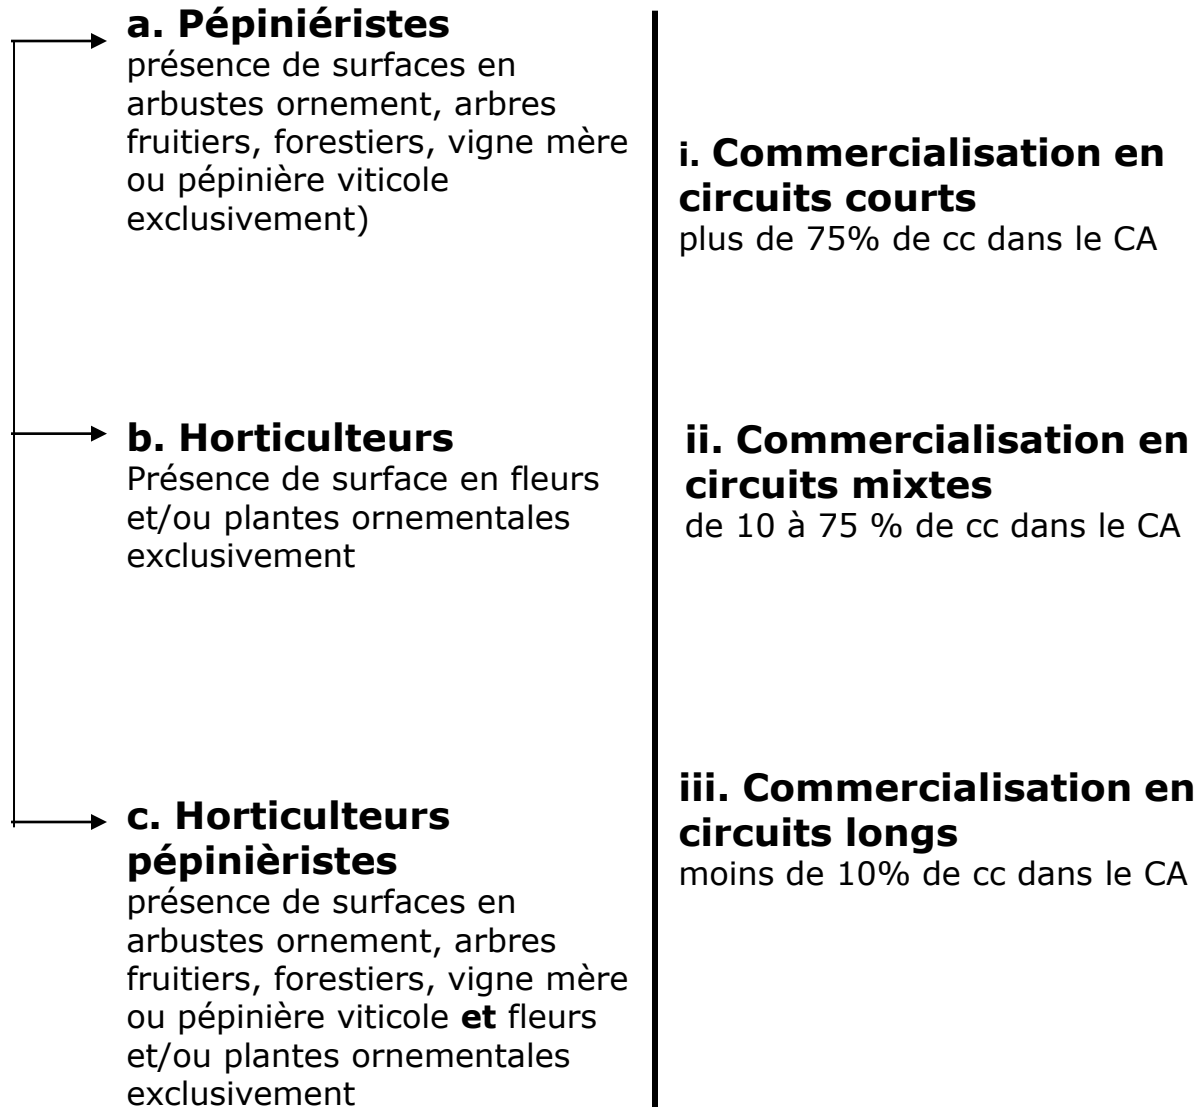 a. Pépiniéristes
présence de surfaces en
arbustes ornement, arbres
fruitiers, forestiers, vigne mère
ou pépinière viticole
exclusivement)
b. Horticulteurs
Présence de surface en fleurs
et/ou plantes ornementales
exclusivement
c. Horticulteurs
pépinièristes
présence de surfaces en
arbustes ornement, arbres
fruitiers, forestiers, vigne mère
ou pépinière viticole et fleurs
et/ou plantes ornementales
exclusivement
i. Commercialisation en
circuits courts
plus de 75% de cc dans le CA
ii. Commercialisation en
circuits mixtes
de 10 à 75 % de cc dans le CA
iii. Commercialisation en
circuits longs
moins de 10% de cc dans le CA